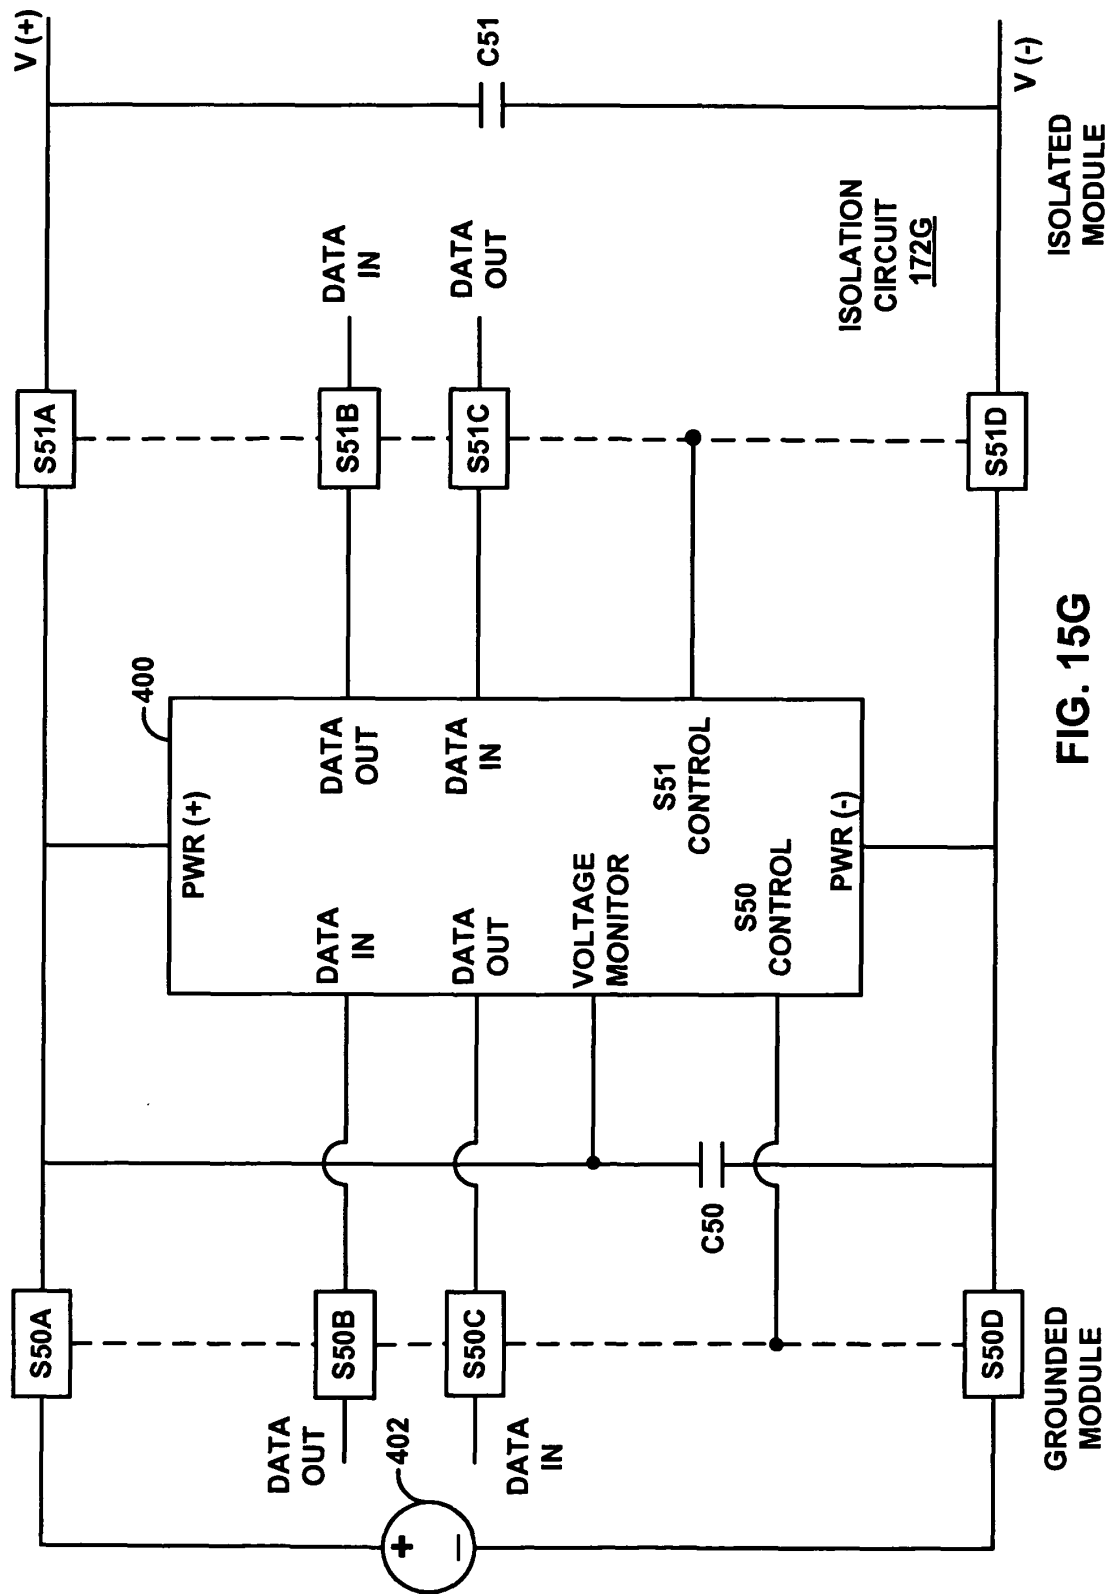 V (+)
C51
V (-)
ISOLATED
MODULE
ISOLATION
CIRCUIT
172G
DATA
IN
DATA
OUT
S51A
S51B
S51C
S51D
400
PWR (+)
DATA
OUT
DATA
IN
S51
CONTROL
DATA
IN
DATA
OUT
VOLTAGE
MONITOR
S50
CONTROL
PWR (-)
C50
S50A
S50B
S50C
S50D
DATA
OUT
402
+
−
DATA
IN
GROUNDED
MODULE
FIG. 15G